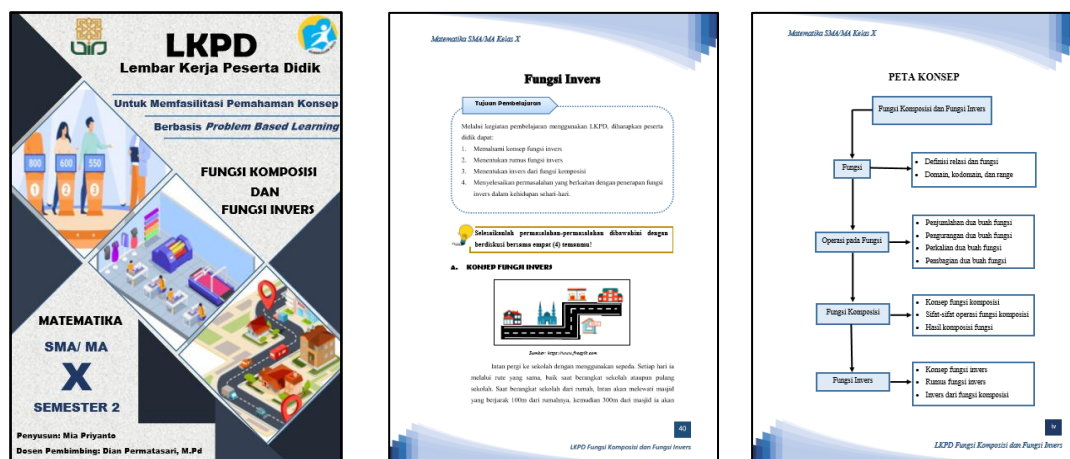 LKPD
Lembar Kerja Peserta Didik
Untuk Memfasilitasi Pemahaman Konsep
Berbasis Problem Based Learning
800 600 550
1 2 3
FUNGSI KOMPOSISI
DAN
FUNGSI INVERS
MATEMATIKA
SMA/ MA
X
SEMESTER 2
Penyusun: Mia Priyanto
Dosen Pembimbing: Dian Permatasari, M.Pd
Matematika SMA/MA Kelas X
Fungsi Invers
Tujuan Pembelajaran
Melalui kegiatan pembelajaran menggunakan LKPD, diharapkan peserta
didik dapat:
1. Memahami konsep fungsi invers
2. Menentukan rumus fungsi invers
3. Menentukan invers dari fungsi komposisi
4. Menyelesaikan permasalahan yang berkaitan dengan penerapan fungsi
invers dalam kehidupan sehari-hari.
Selesaikanlah permasalahan-permasalahan dibawahini dengan
berdiskusi bersama empat (4) temanmu!
A. KONSEP FUNGSI INVERS
Sumber: https://www.freepik.com
Intan pergi ke sekolah dengan menggunakan sepeda. Setiap hari ia
melalui rute yang sama, baik saat berangkat sekolah ataupun pulang
sekolah. Saat berangkat sekolah dari rumah, Intan akan melewati masjid
yang berjarak 100m dari rumahnya, kemudian 300m dari masjid ia akan
40
LKPD Fungsi Komposisi dan Fungsi Invers
Matematika SMA/MA Kelas X
PETA KONSEP
Fungsi Komposisi dan Fungsi Invers
Fungsi
• Definisi relasi dan fungsi
• Domain, kodomain, dan range
Operasi pada Fungsi
• Penjumlahan dua buah fungsi
• Pengurangan dua buah fungsi
• Perkalian dua buah fungsi
• Pembagian dua buah fungsi
Fungsi Komposisi
• Konsep fungsi komposisi
• Sifat-sifat operasi fungsi komposisi
• Hasil komposisi fungsi
Fungsi Invers
• Konsep fungsi invers
• Rumus fungsi invers
• Invers dari fungsi komposisi
iv
LKPD Fungsi Komposisi dan Fungsi Invers